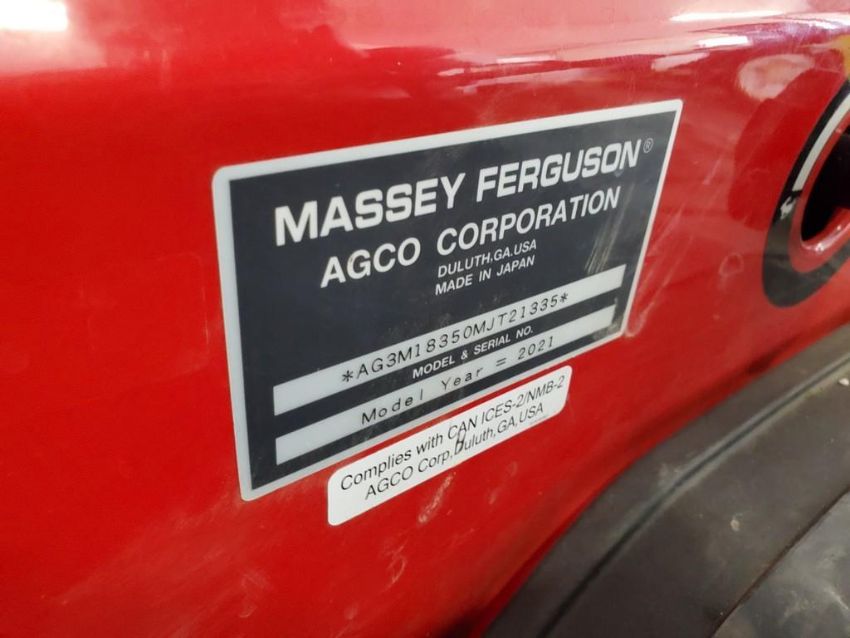 MASSEY FERGUSON®
AGCO CORPORATION
DULUTH,GA.USA
MADE IN JAPAN
*AG3M18350MJT21335*
MODEL & SERIAL NO.
Model Year = 2021
Complies with CAN ICES-2/NMB-2
AGCO Corp,Duluth,GA,USA